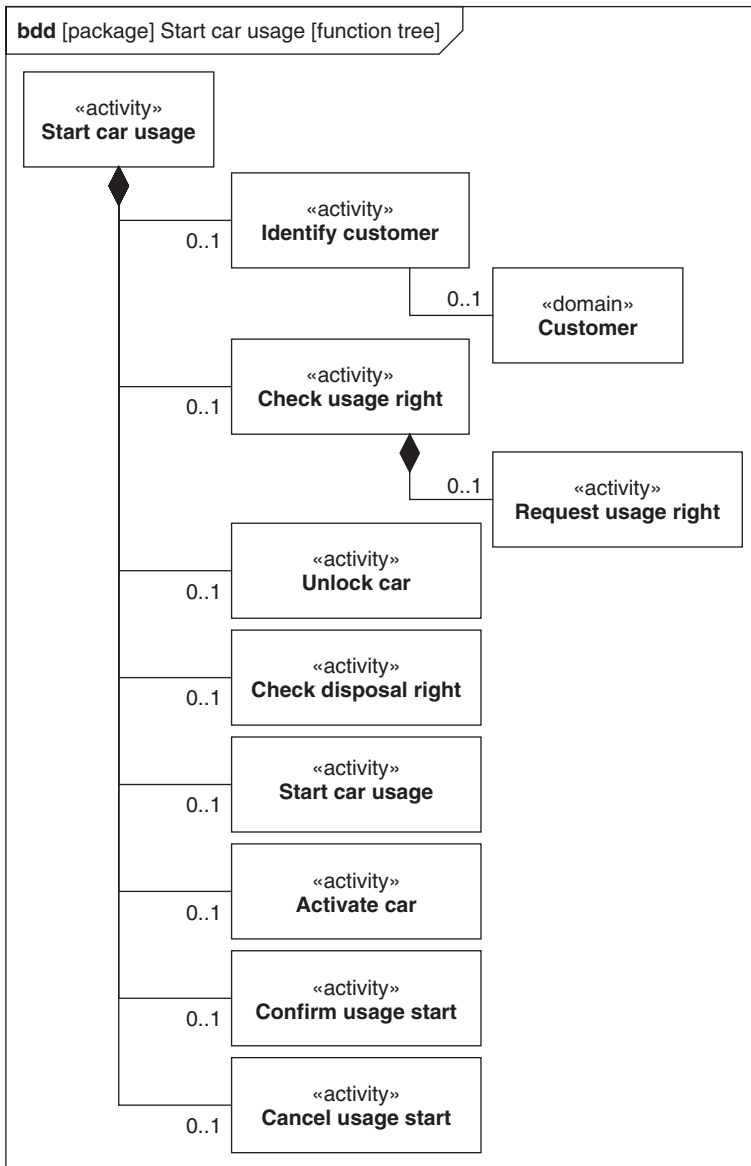 bdd [package] Start car usage [function tree]
«activity»
Start car usage
«activity»
Identify customer
0..1
«domain»
Customer
0..1
«activity»
Check usage right
0..1
«activity»
Request usage right
0..1
«activity»
Unlock car
0..1
«activity»
Check disposal right
0..1
«activity»
Start car usage
0..1
«activity»
Activate car
0..1
«activity»
Confirm usage start
0..1
«activity»
Cancel usage start
0..1